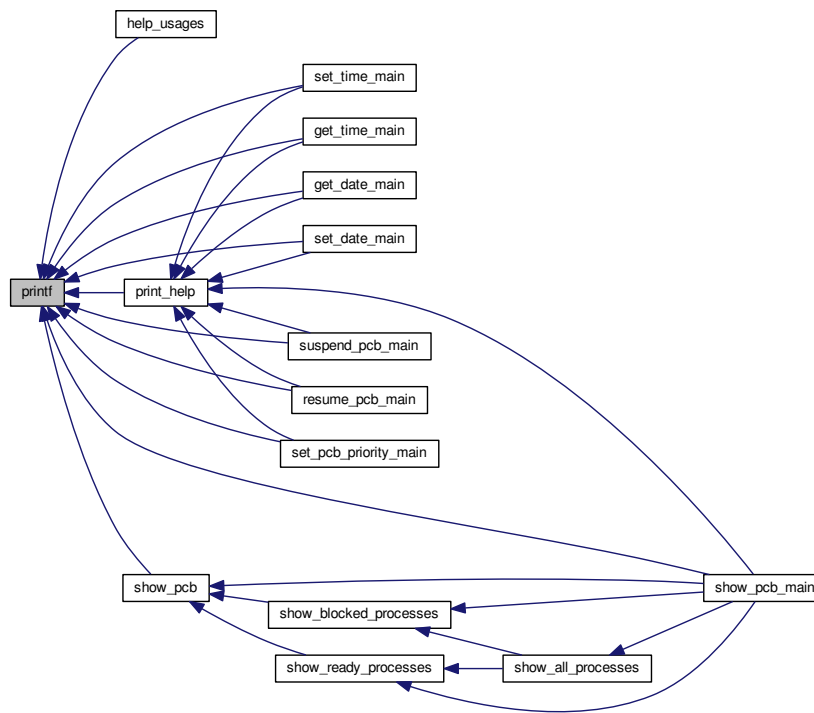 help_usages
set_time_main
get_time_main
get_date_main
set_date_main
printf
print_help
suspend_pcb_main
resume_pcb_main
set_pcb_priority_main
show_pcb
show_pcb_main
show_blocked_processes
show_ready_processes
show_all_processes